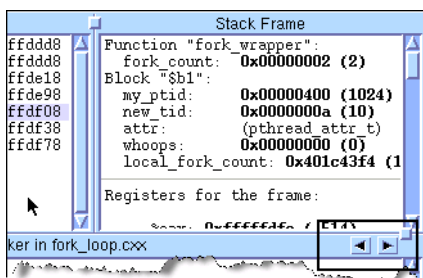 Stack Frame
ffddd8
ffddd8
ffde18
ffde98
ffdf08
ffdf38
ffdf78
Function "fork_wrapper":
fork_count: 0x00000002 (2)
Block "$b1":
my_ptid: 0x00000400 (1024)
new_tid: 0x0000000a (10)
attr: (pthread_attr_t)
whoops: 0x00000000 (0)
local_fork_count: 0x401c43f4 (1
Registers for the frame:
ker in fork_loop.cxx